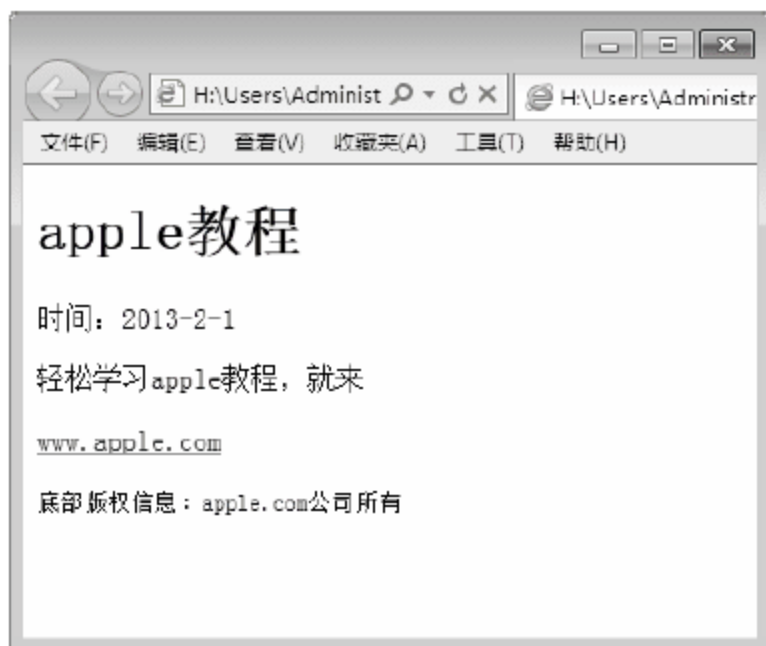 H:\Users\Administ
H:\Users\Administr
文件(F) 编辑(E) 查看(V) 收藏夹(A) 工具(T) 帮助(H)
apple教程
时间：2013-2-1
轻松学习apple教程，就来
www.apple.com
底部版权信息：apple.com公司所有